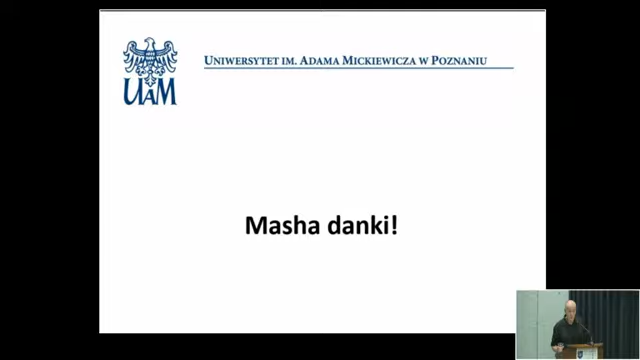 UNIWERSYTET IM. ADAMA MICKIEWICZA W POZNANIU
UAM
Masha danki!